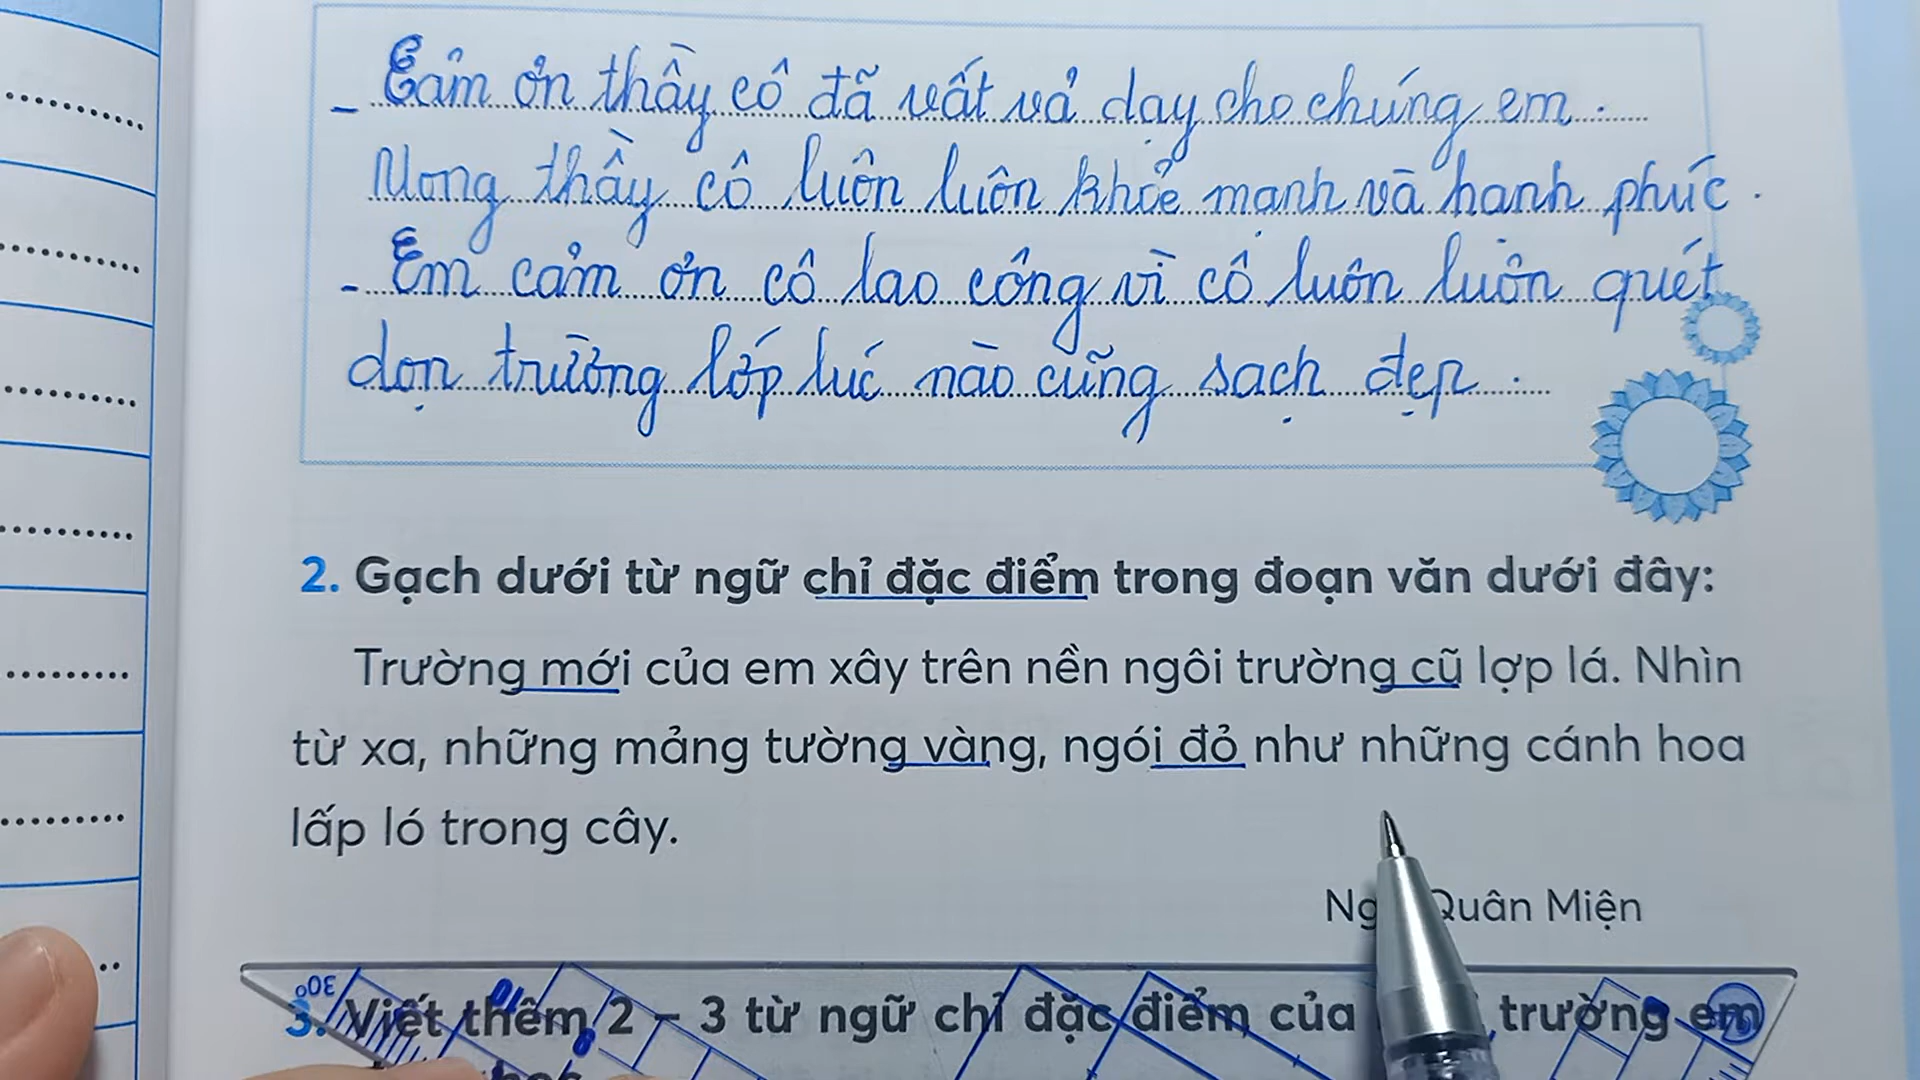 - Cảm ơn thầy cô đã vất vả dạy cho chúng em.
Mong thầy cô luôn luôn khỏe mạnh và hạnh phúc.
- Em cảm ơn cô lao công vì cô luôn luôn quét
dọn trường lớp lúc nào cũng sạch đẹp.
2. Gạch dưới từ ngữ chỉ đặc điểm trong đoạn văn dưới đây:
Trường mới của em xây trên nền ngôi trường cũ lợp lá. Nhìn
từ xa, những mảng tường vàng, ngói đỏ như những cánh hoa
lấp ló trong cây.
Quân Miện
30°
10
3. Viết thêm 2 - 3 từ ngữ chỉ đặc điểm của trường em